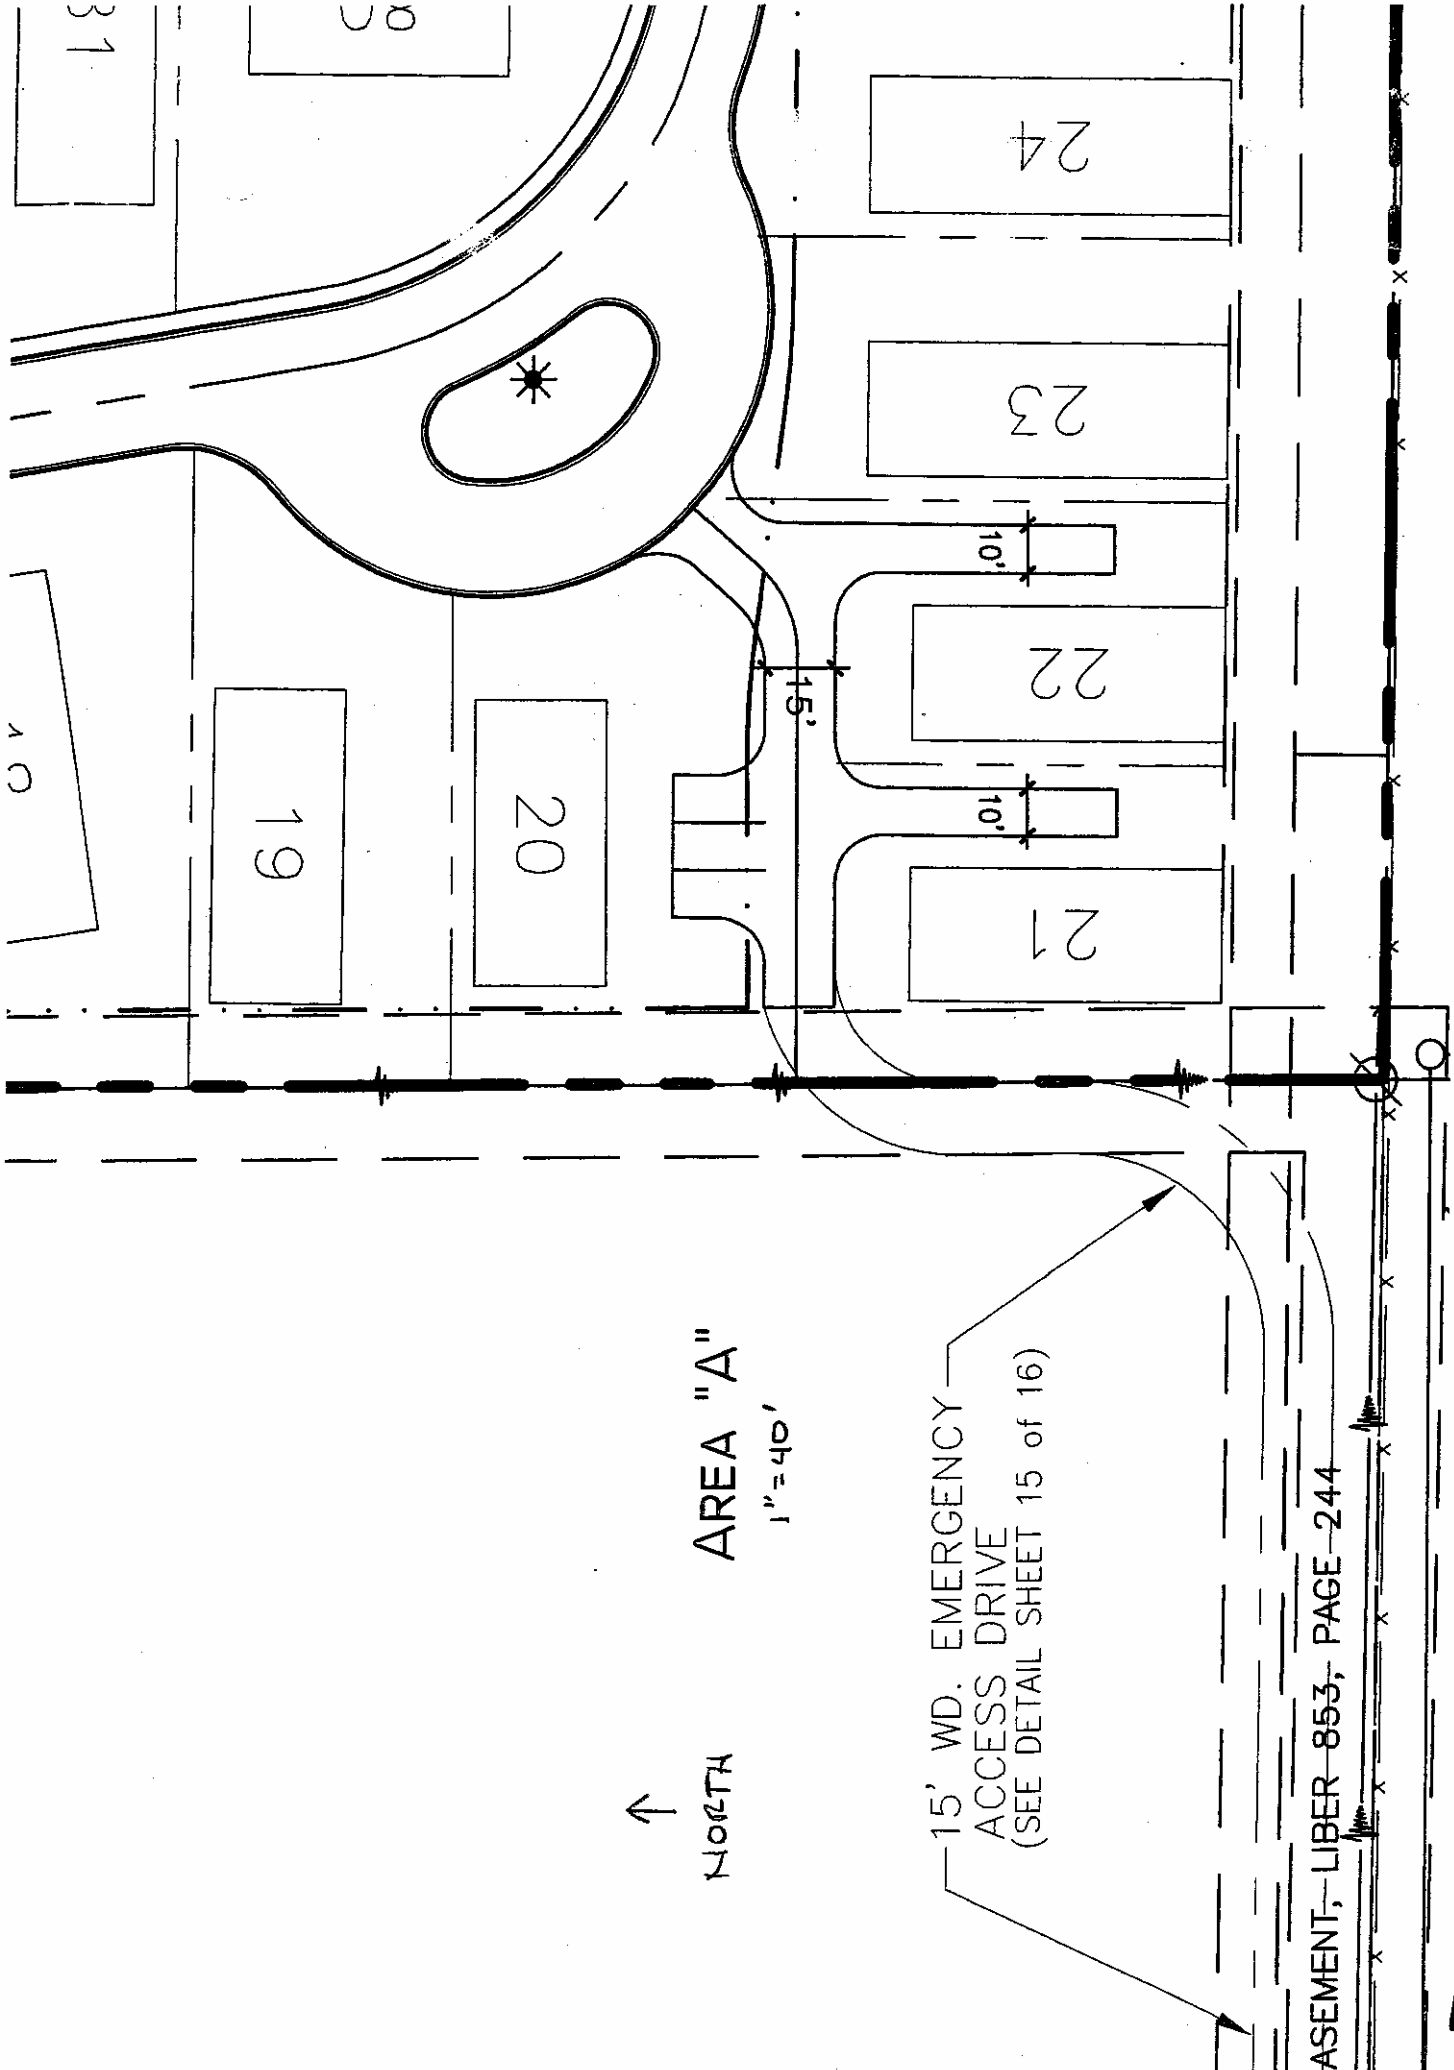 31
24
23
10'
22
15'
10'
19
20
21
AREA "A"
1"=40'
NORTH
15' WD. EMERGENCY
ACCESS DRIVE
(SEE DETAIL SHEET 15 of 16)
ASEMENT, LIBER 853, PAGE 244